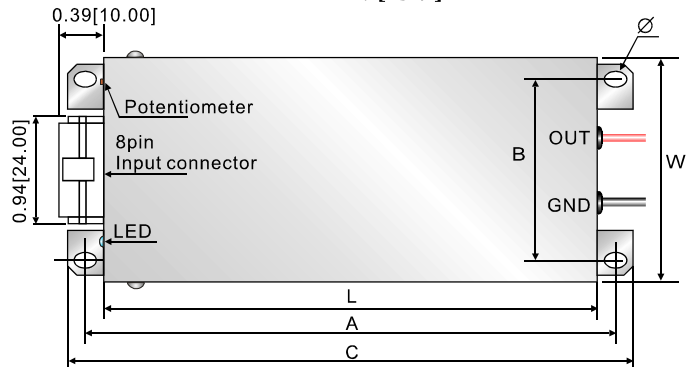 0.39[10.00]
Ø
Potentiometer
8pin
Input connector
0.94[24.00]
LED
OUT
GND
B
W
L
A
C